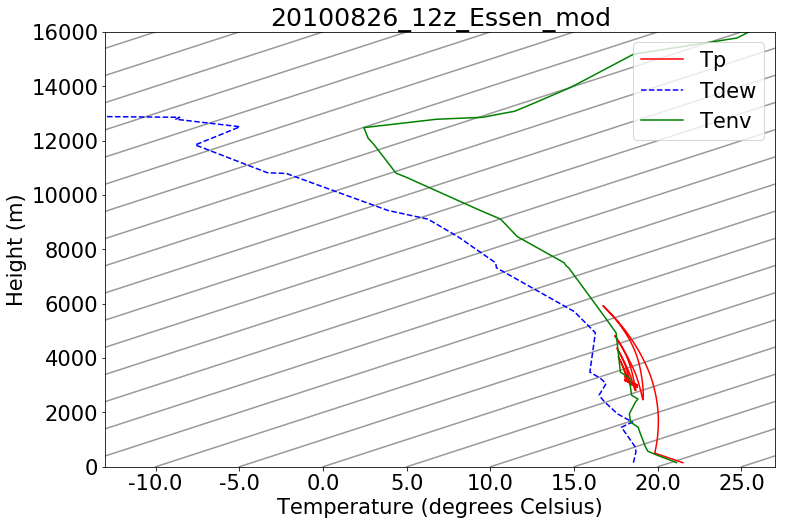 20100826_12z_Essen_mod
Tp
Tdew
Tenv
Height (m)
16000
14000
12000
10000
8000
6000
4000
2000
0
-10.0 -5.0 0.0 5.0 10.0 15.0 20.0 25.0
Temperature (degrees Celsius)